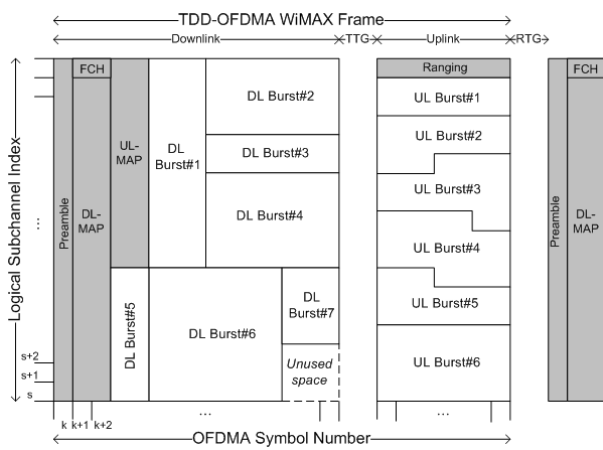 TDD-OFDMA WiMAX Frame
Downlink
TTG
Uplink
RTG
Logical Subchannel Index
...
s+2
s+1
s
Preamble
FCH
DL-
MAP
UL-
MAP
DL
Burst#1
DL Burst#2
DL Burst#3
DL Burst#4
DL Burst#5
DL Burst#6
DL
Burst#7
Unused
space
Ranging
UL Burst#1
UL Burst#2
UL Burst#3
UL Burst#4
UL Burst#5
UL Burst#6
Preamble
FCH
DL-
MAP
k
k+1
k+2
...
...
OFDMA Symbol Number